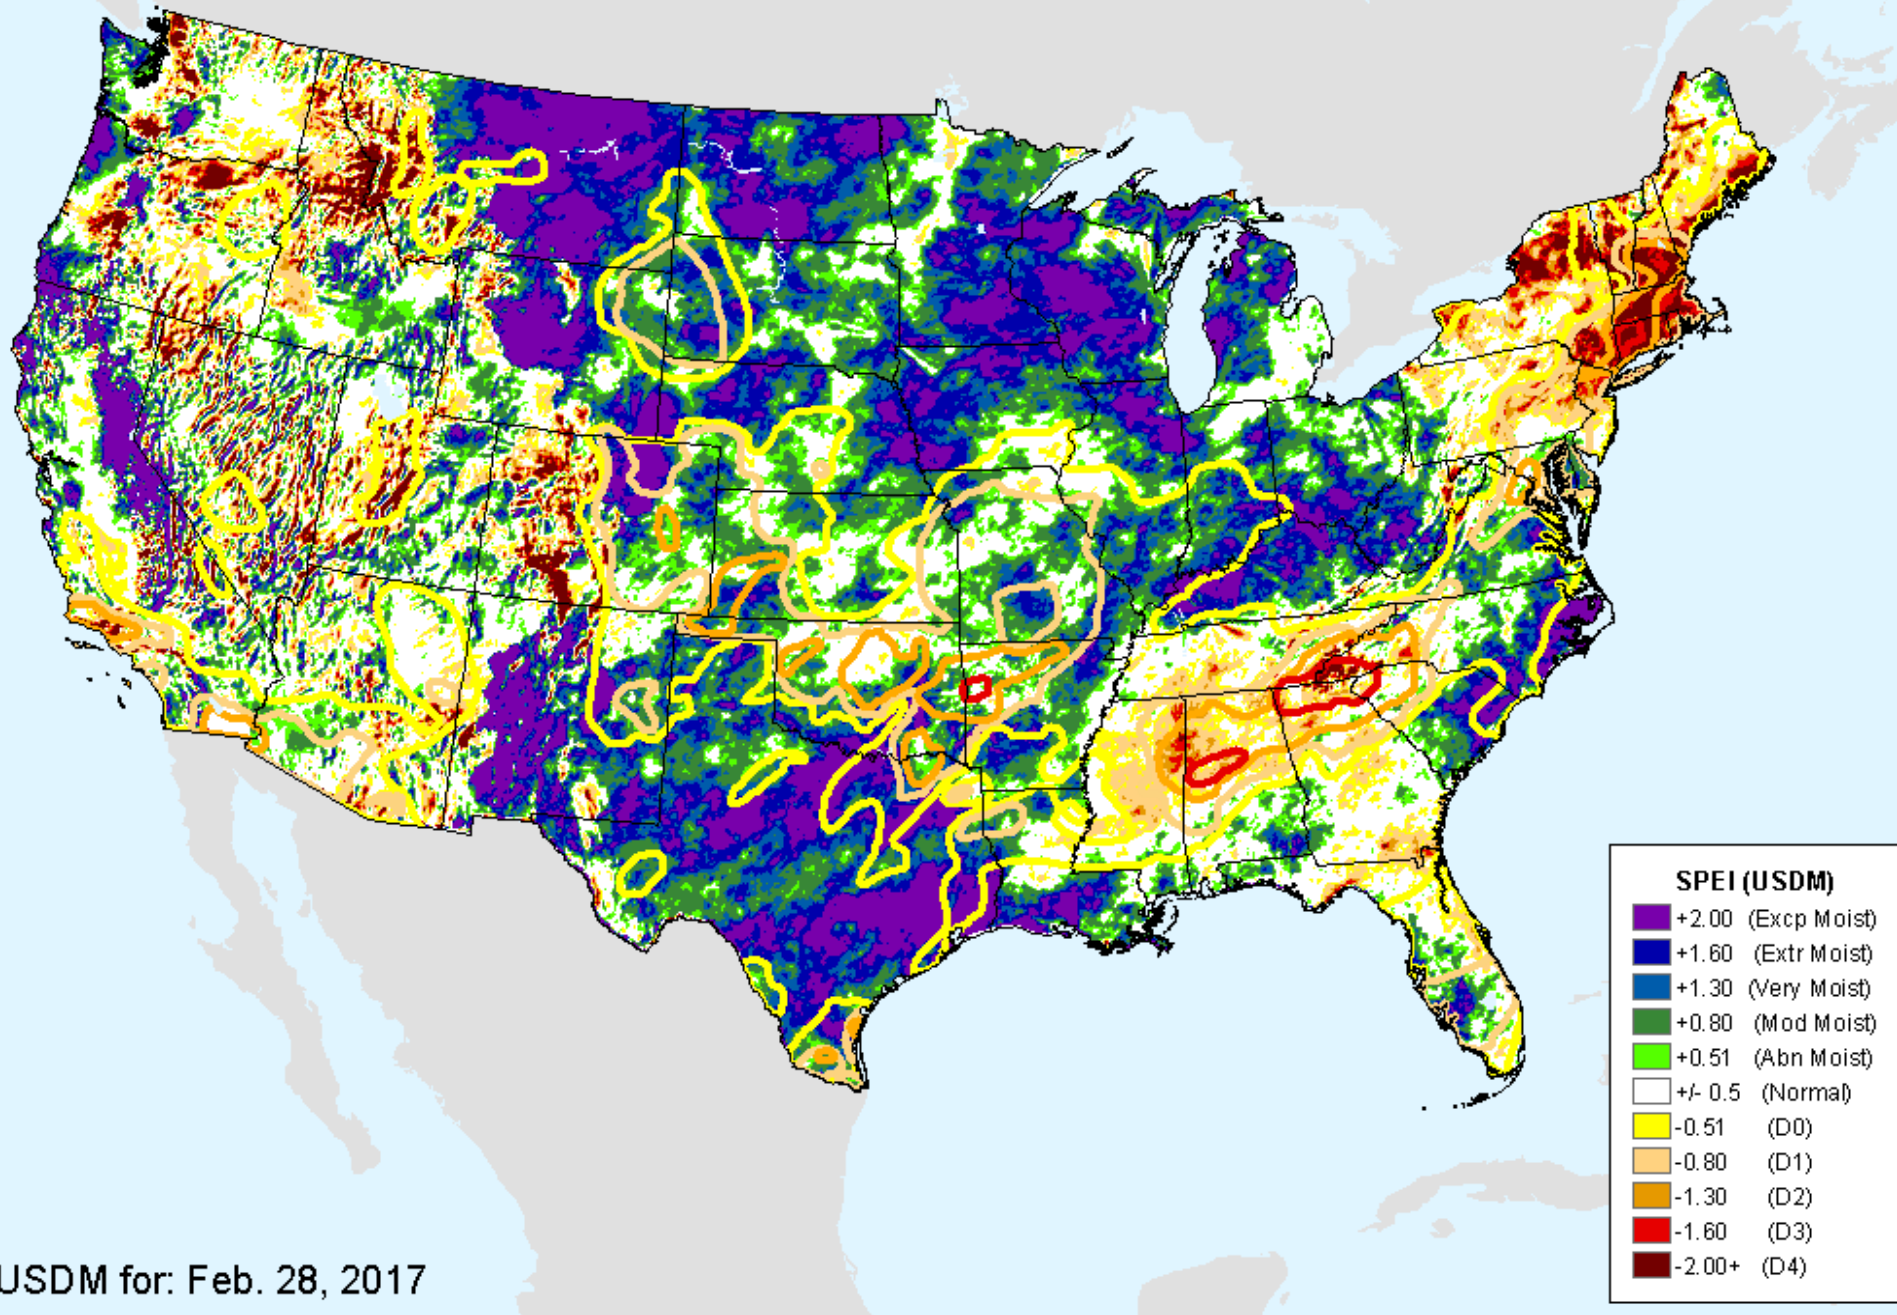 SPEI (USDM)
+2.00 (Excp Moist)
+1.60 (Extr Moist)
+1.30 (Very Moist)
+0.80 (Mod Moist)
+0.51 (Abn Moist)
+/- 0.5 (Normal)
-0.51 (D0)
-0.80 (D1)
-1.30 (D2)
-1.60 (D3)
-2.00+ (D4)
USDM for: Feb. 28, 2017